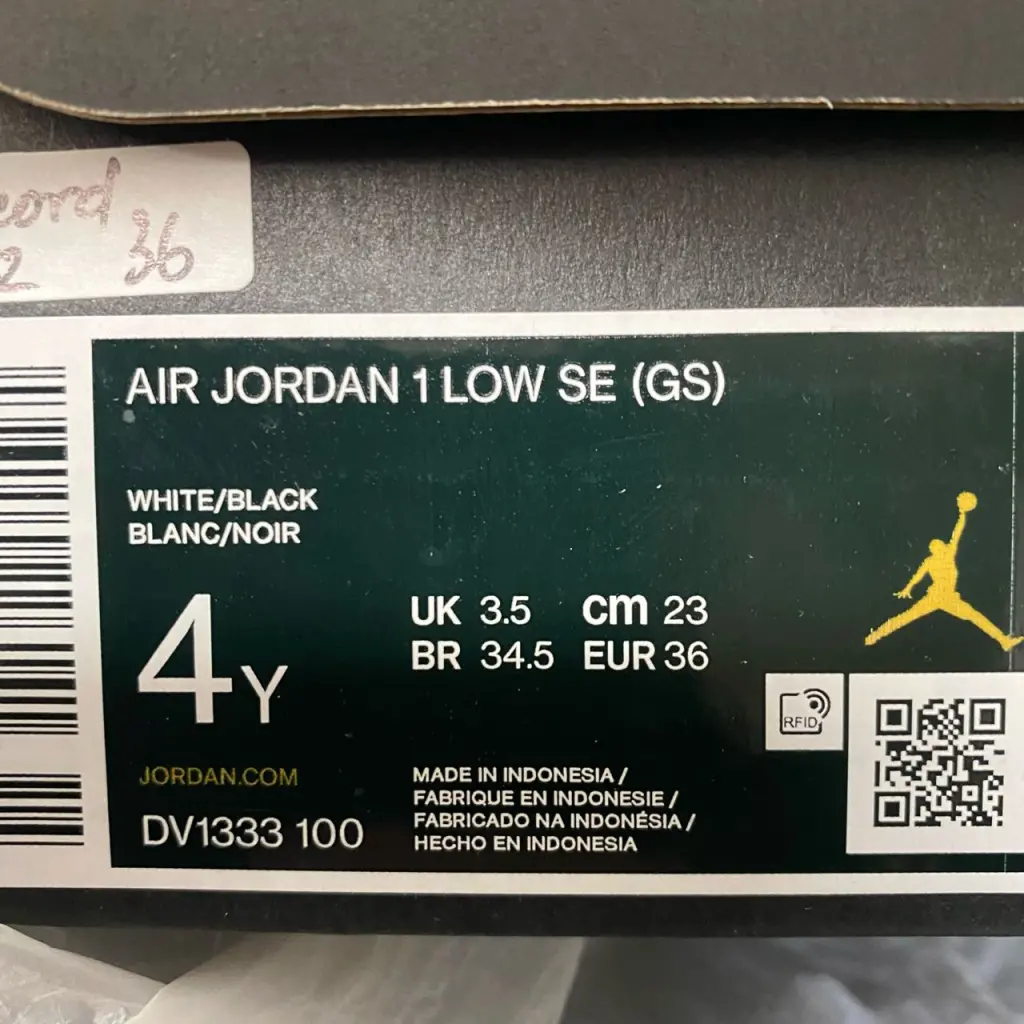 36
AIR JORDAN 1 LOW SE (GS)
WHITE/BLACK
BLANC/NOIR
4Y
UK 3.5 cm 23
BR 34.5 EUR 36
RFID
JORDAN.COM
DV1333 100
MADE IN INDONESIA /
FABRIQUE EN INDONESIE /
FABRICADO NA INDONÉSIA /
HECHO EN INDONESIA